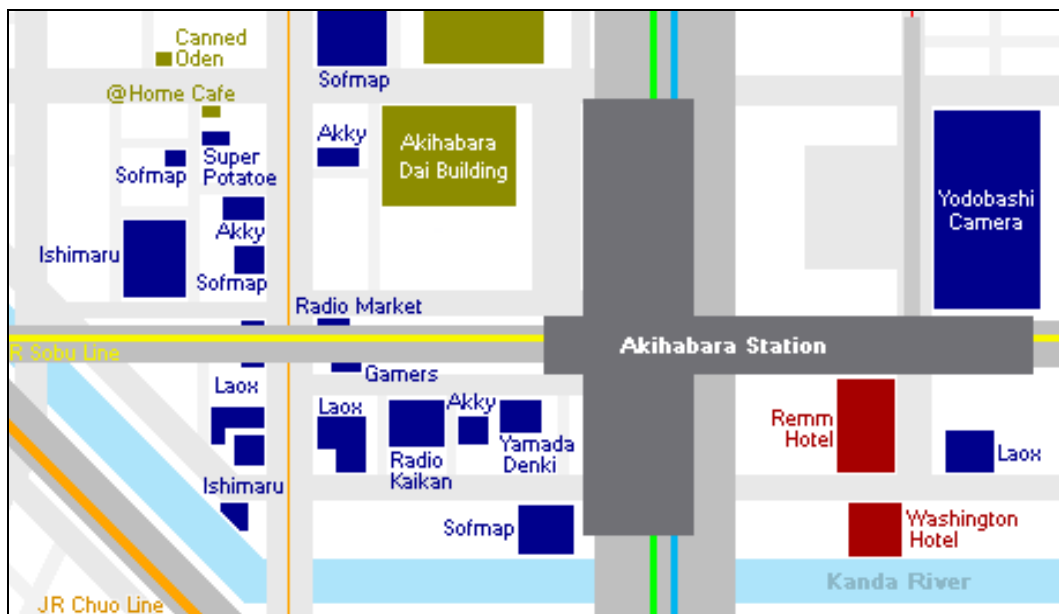 Canned
Oden
Sofmap
@Home Cafe
Akky
Akihabara
Dai Building
Super
Potatoe
Sofmap
Yodobashi
Camera
Akky
Ishimaru
Sofmap
Radio Market
Akihabara Station
R Sobu Line
Gamers
Laox
Laox
Akky
Remm
Hotel
Yamada
Denki
Radio
Kaikan
Laox
Ishimaru
Sofmap
Washington
Hotel
Kanda River
JR Chuo Line